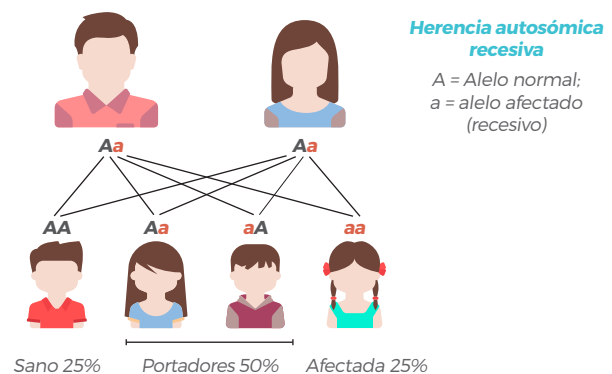 Herencia autosómica
recesiva
A = Alelo normal;
a = alelo afectado
(recesivo)
Aa Aa
AA Aa aA aa
Sano 25% Portadores 50% Afectada 25%